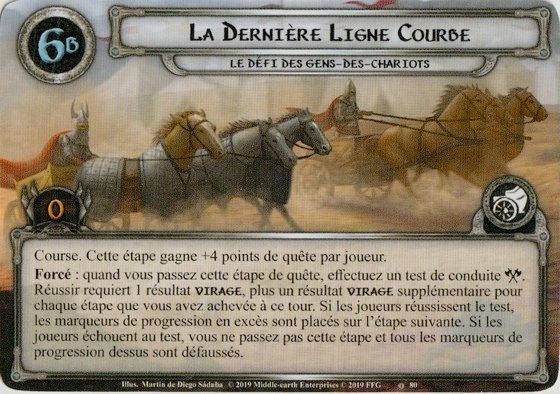 6B
La Dernière Ligne Courbe
Le Défi des Gens-des-Chariots
0
Course. Cette étape gagne +4 points de quête par joueur.
Forcé : quand vous passez cette étape de quête, effectuez un test de conduite.
Réussir requiert 1 résultat VIRAGE, plus un résultat VIRAGE supplémentaire pour
chaque étape que vous avez achevée à ce tour. Si les joueurs réussissent le test,
les marqueurs de progression en excès sont placés sur l'étape suivante. Si les
joueurs échouent au test, vous ne passez pas cette étape et tous les marqueurs de
progression dessus sont défaussés.
Illus. Martin de Diego Sádaba © 2019 Middle-earth Enterprises © 2019 FFG 80